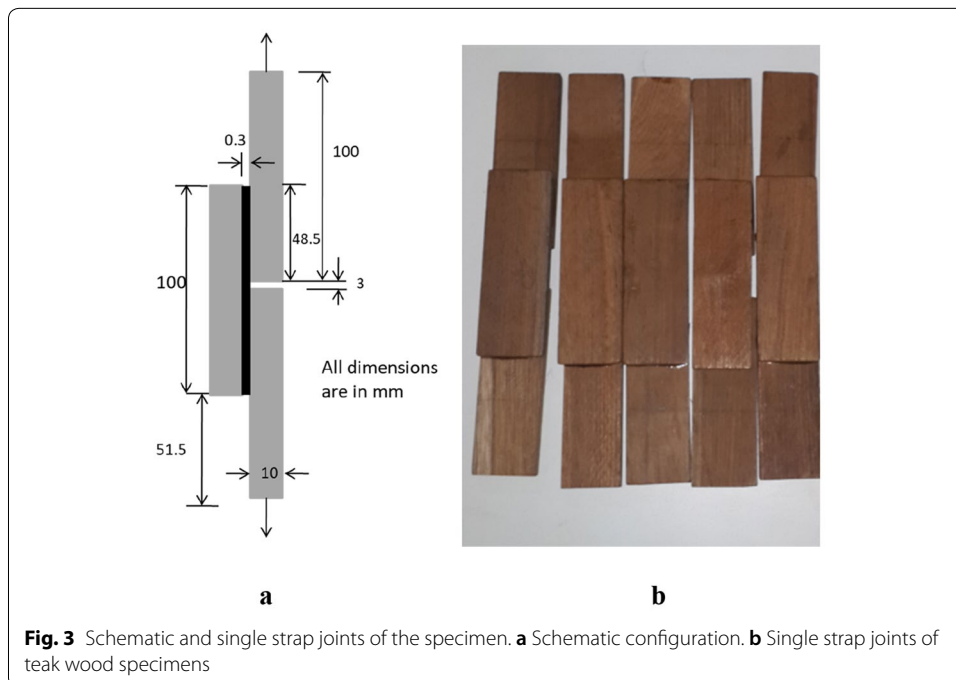 0.3
100
48.5
100
3
All dimensions
are in mm
51.5
10
a
b
Fig. 3 Schematic and single strap joints of the specimen. a Schematic configuration. b Single strap joints of
teak wood specimens